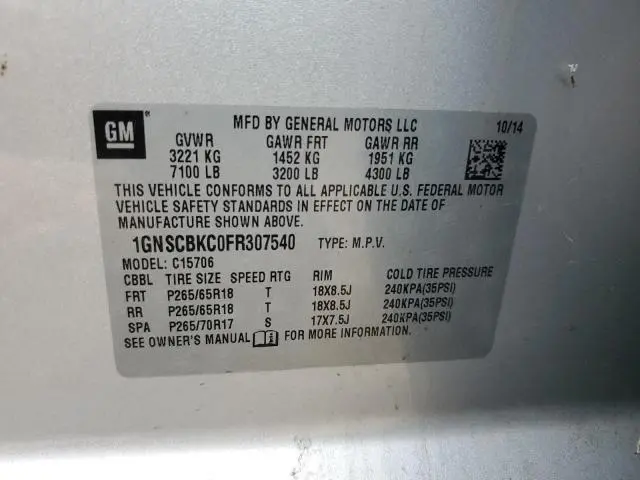 GM ®
MFD BY GENERAL MOTORS LLC 10/14
GVWR GAWR FRT GAWR RR
3221 KG 1452 KG 1951 KG
7100 LB 3200 LB 4300 LB
THIS VEHICLE CONFORMS TO ALL APPLICABLE U.S. FEDERAL MOTOR
VEHICLE SAFETY STANDARDS IN EFFECT ON THE DATE OF
MANUFACTURE SHOWN ABOVE.
1GNSCBKC0FR307540 TYPE: M.P.V.
MODEL: C15706
CBBL TIRE SIZE SPEED RTG RIM COLD TIRE PRESSURE
FRT P265/65R18 T 18X8.5J 240KPA(35PSI)
RR P265/65R18 T 18X8.5J 240KPA(35PSI)
SPA P265/70R17 S 17X7.5J 240KPA(35PSI)
SEE OWNER'S MANUAL FOR MORE INFORMATION.